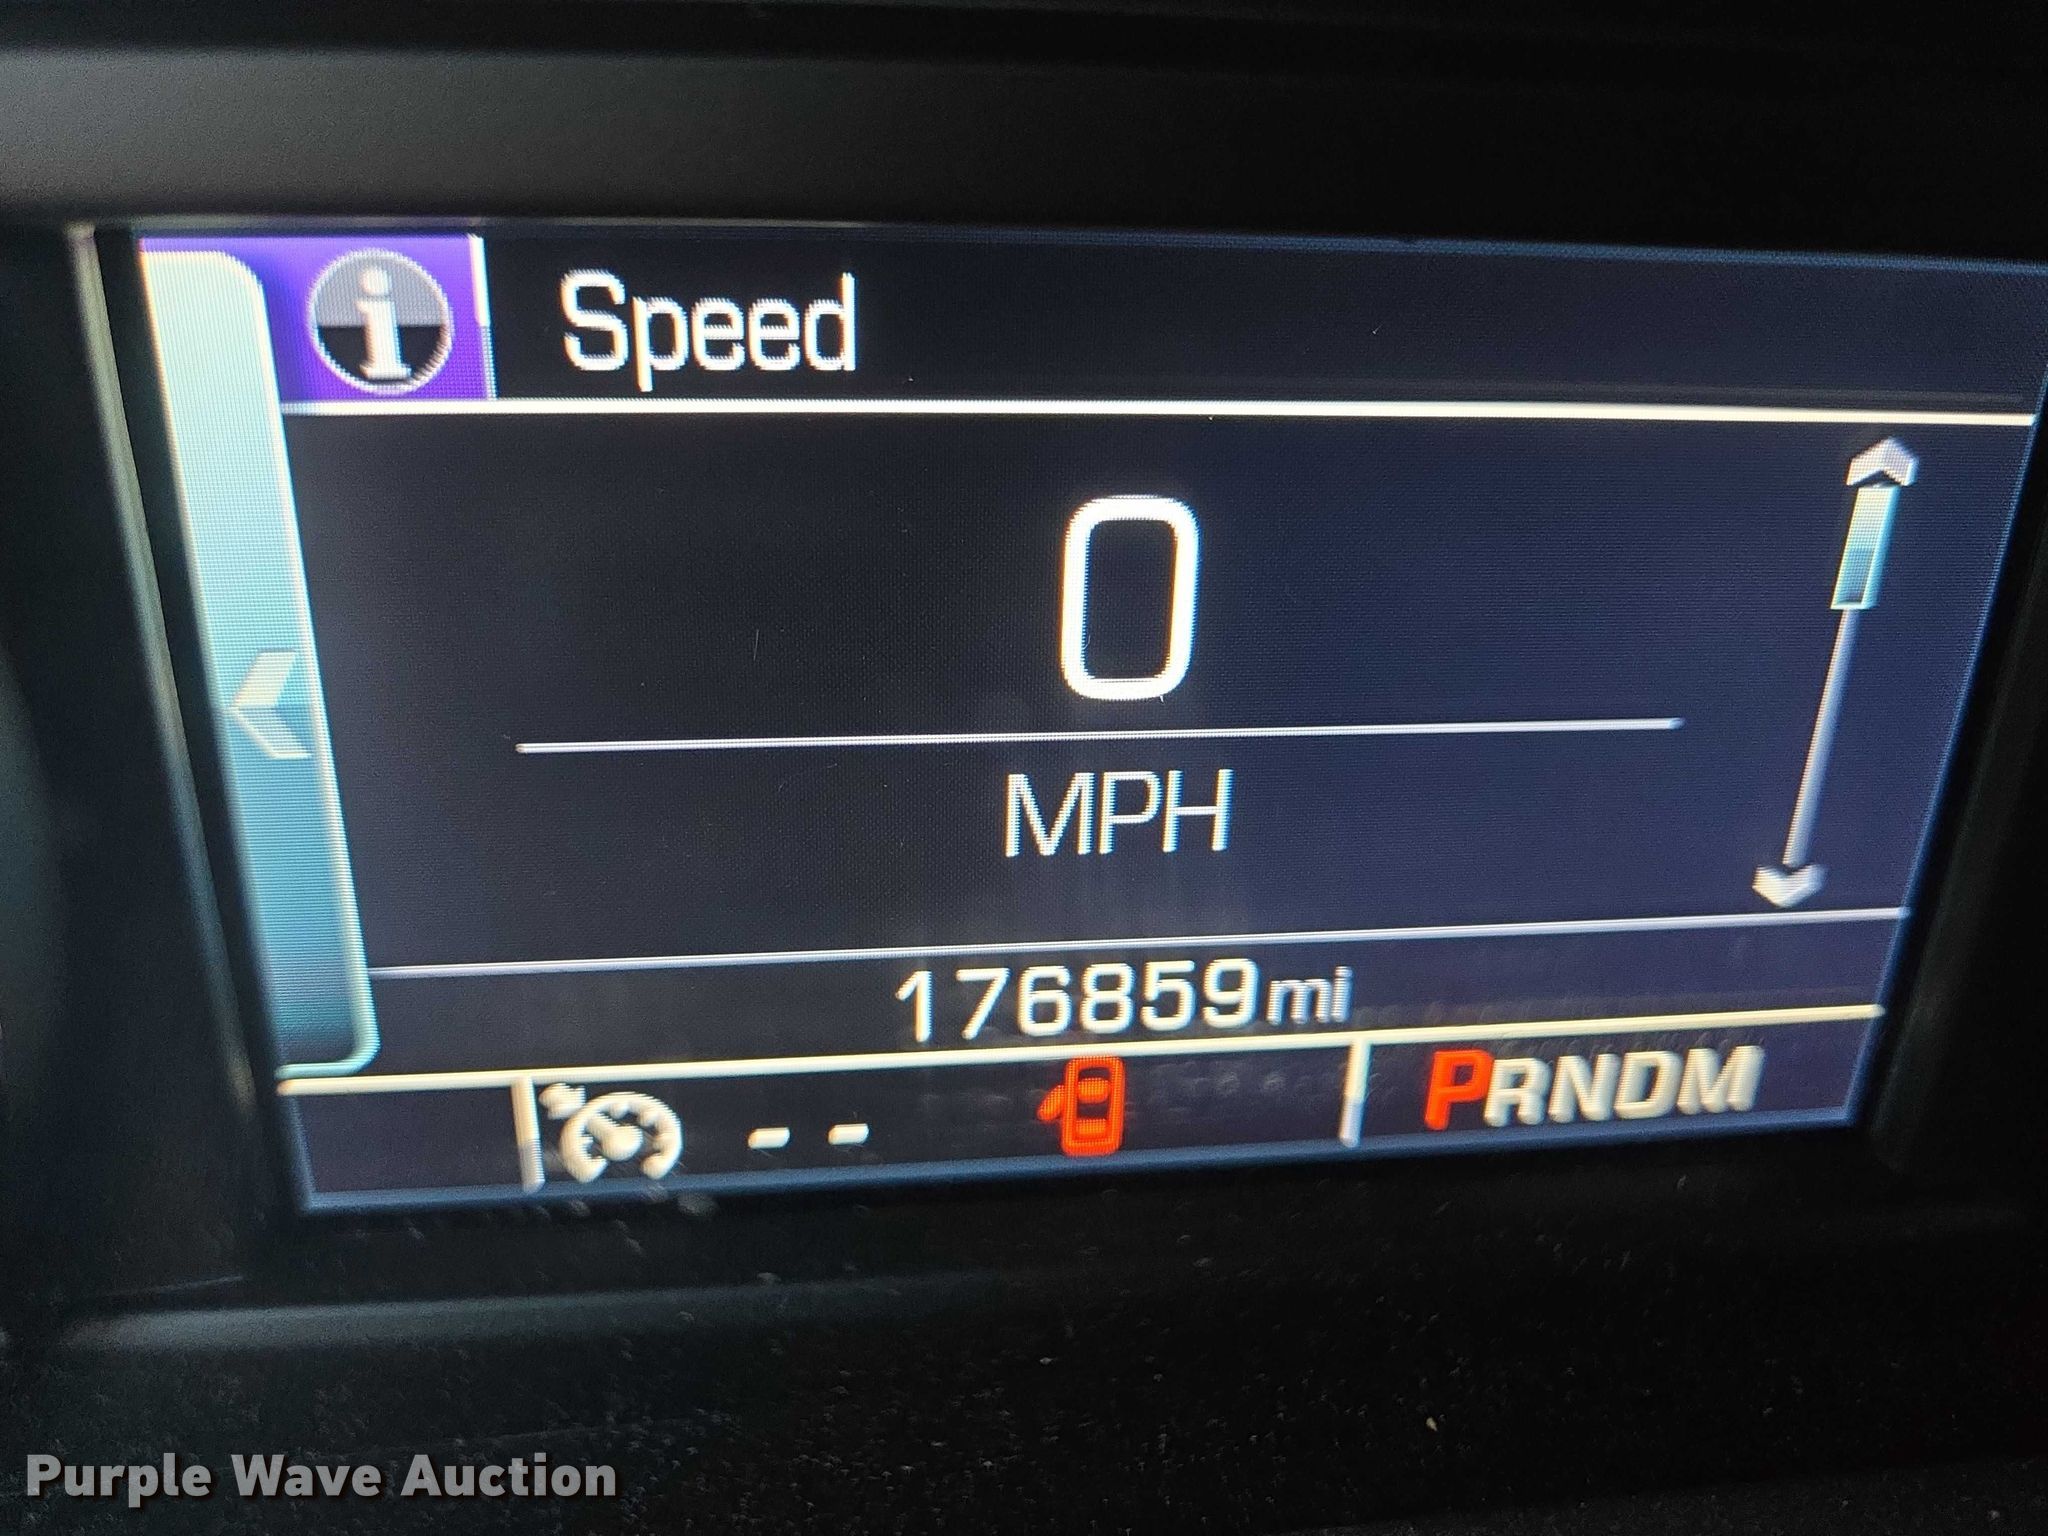 i Speed
0
MPH
176859mi
-- PRNDM
Purple Wave Auction